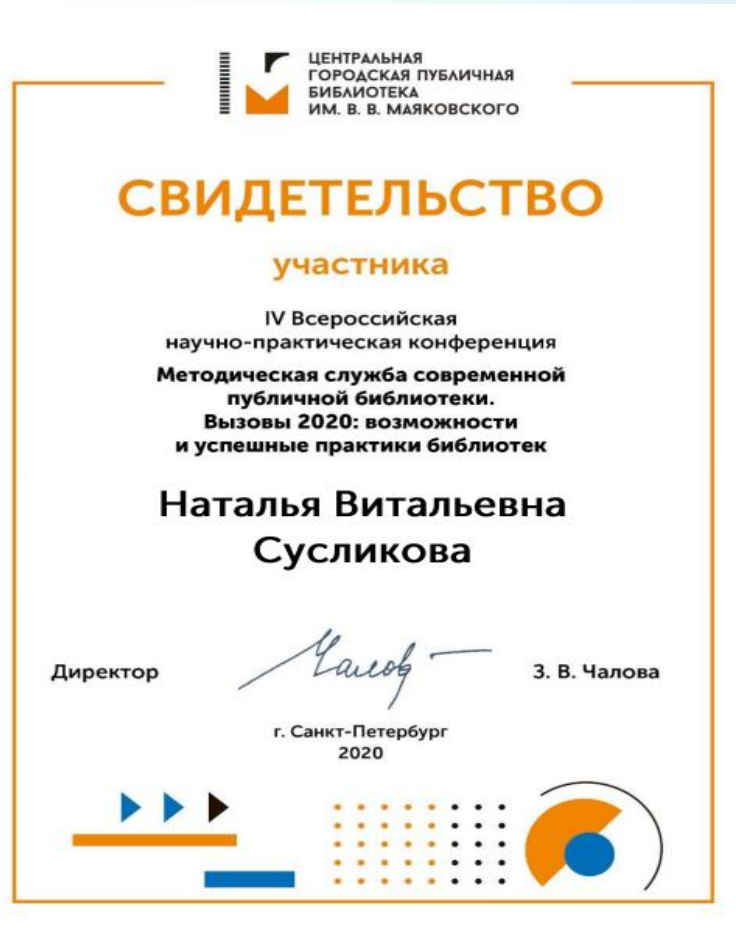 ЦЕНТРАЛЬНАЯ
ГОРОДСКАЯ ПУБЛИЧНАЯ
БИБЛИОТЕКА
ИМ. В. В. МАЯКОВСКОГО
СВИДЕТЕЛЬСТВО
участника
IV Всероссийская
научно-практическая конференция
Методическая служба современной
публичной библиотеки.
Вызовы 2020: возможности
и успешные практики библиотек
Наталья Витальевна
Сусликова
Директор Чалов З. В. Чалова
г. Санкт-Петербург
2020